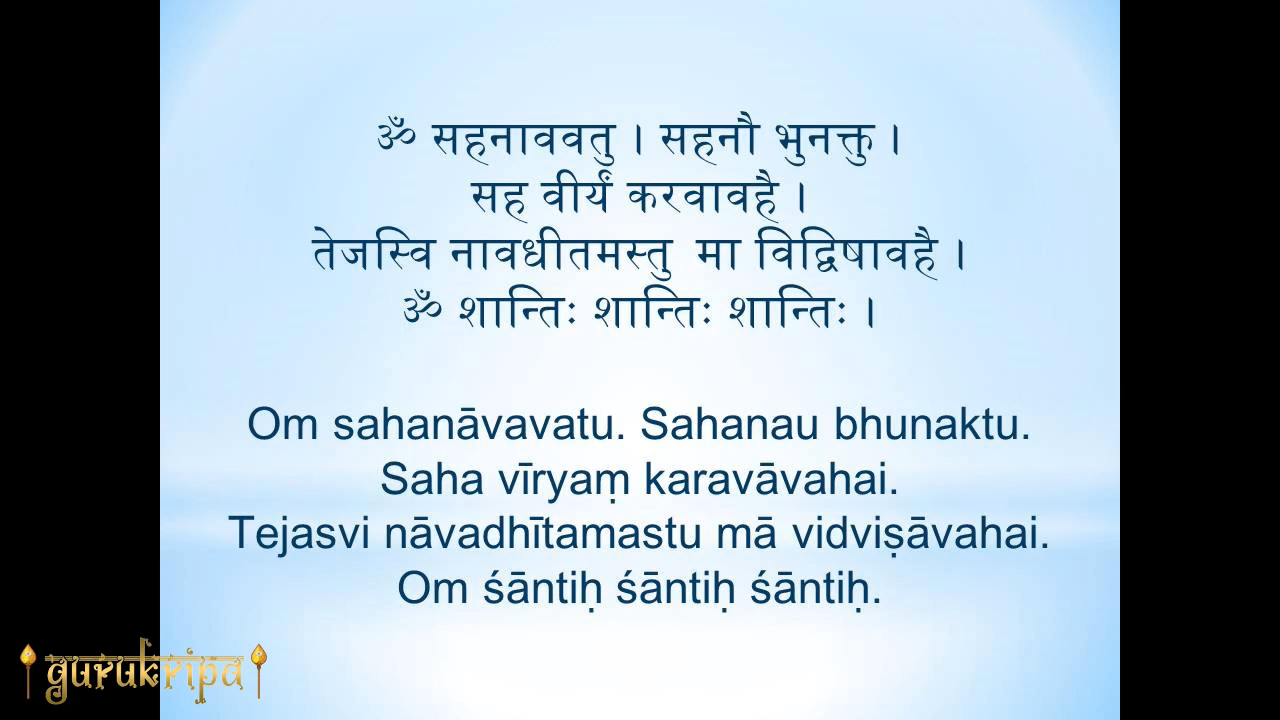 ॐ सहनाववतु । सहनौ भुनक्तु ।
सह वीर्यं करवावहै ।
तेजस्वि नावधीतमस्तु मा विद्विषावहै ।
ॐ शान्तिः शान्तिः शान्तिः ।
Om sahanāvavatu. Sahanau bhunaktu.
Saha vīryaṃ karavāvahai.
Tejasvi nāvadhītamastu mā vidviṣāvahai.
Om śāntiḥ śāntiḥ śāntiḥ.
gurukripa